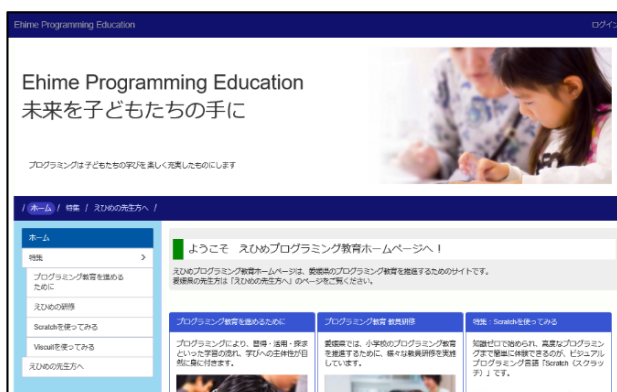 Ehime Programming Education
ログイン
Ehime Programming Education
未来を子どもたちの手に
プログラミングは子どもたちの学びを楽しく充実したものにします
/ ホーム / 特集 / えひめの先生方へ /
ホーム
特集 >
プログラミング教育を進める
ために
えひめの研修
Scratchを使ってみる
Viscuitを使ってみる
えひめの先生方へ
ようこそ えひめプログラミング教育ホームページへ！
えひめプログラミング教育ホームページは、愛媛県のプログラミング教育を推進するためのサイトです。
愛媛県の先生方は「えひめの先生方へ」のページをご覧ください。
プログラミング教育を進めるために
プログラミングにより、習得・活用・探求
といった学習の流れ、学びへの主体性が自
然に身に付きます。
プログラミング教育 教員研修
愛媛県では、小学校のプログラミング教育
を推進するために、様々な教員研修を実施
しています。
特集：Scratchを使ってみる
知識ゼロで始められ、高度なプログラミン
グまで簡単に体験できるのが、ビジュアル
プログラミング言語「Scratch（スクラッ
チ）」です。